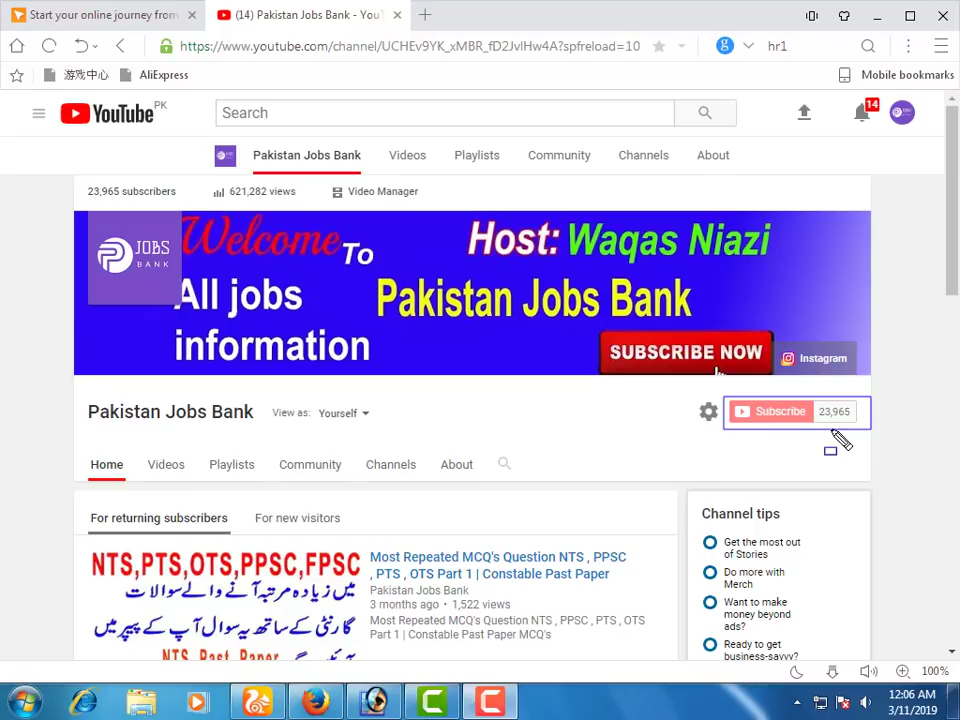 Start your online journey from
(14) Pakistan Jobs Bank - YouT
https://www.youtube.com/channel/UCHEv9YK_xMBR_fD2JvlHw4A?spfreload=10
hr1
游戏中心
AliExpress
Mobile bookmarks
YouTube PK
Search
14
Pakistan Jobs Bank
Videos
Playlists
Community
Channels
About
23,965 subscribers
621,282 views
Video Manager
JOBS
BANK
Welcome To
Host: Waqas Niazi
All jobs
information
Pakistan Jobs Bank
SUBSCRIBE NOW
Instagram
Pakistan Jobs Bank
View as: Yourself
Subscribe 23,965
Home
Videos
Playlists
Community
Channels
About
For returning subscribers
For new visitors
NTS,PTS,OTS,PPSC,FPSC
میں زیادہ مرتبہ آنے والے سوالات
گارنٹی کے ساتھ یہ سوال آپ کے پیپر میں
NTS Past Paper
Most Repeated MCQ's Question NTS , PPSC
, PTS , OTS Part 1 | Constable Past Paper
Pakistan Jobs Bank
3 months ago • 1,522 views
Most Repeated MCQ's Question NTS , PPSC , PTS , OTS
Part 1 | Constable Past Paper MCQ's
Channel tips
Get the most out
of Stories
Do more with
Merch
Want to make
money beyond
ads?
Ready to get
business-savvy?
100%
12:06 AM
3/11/2019